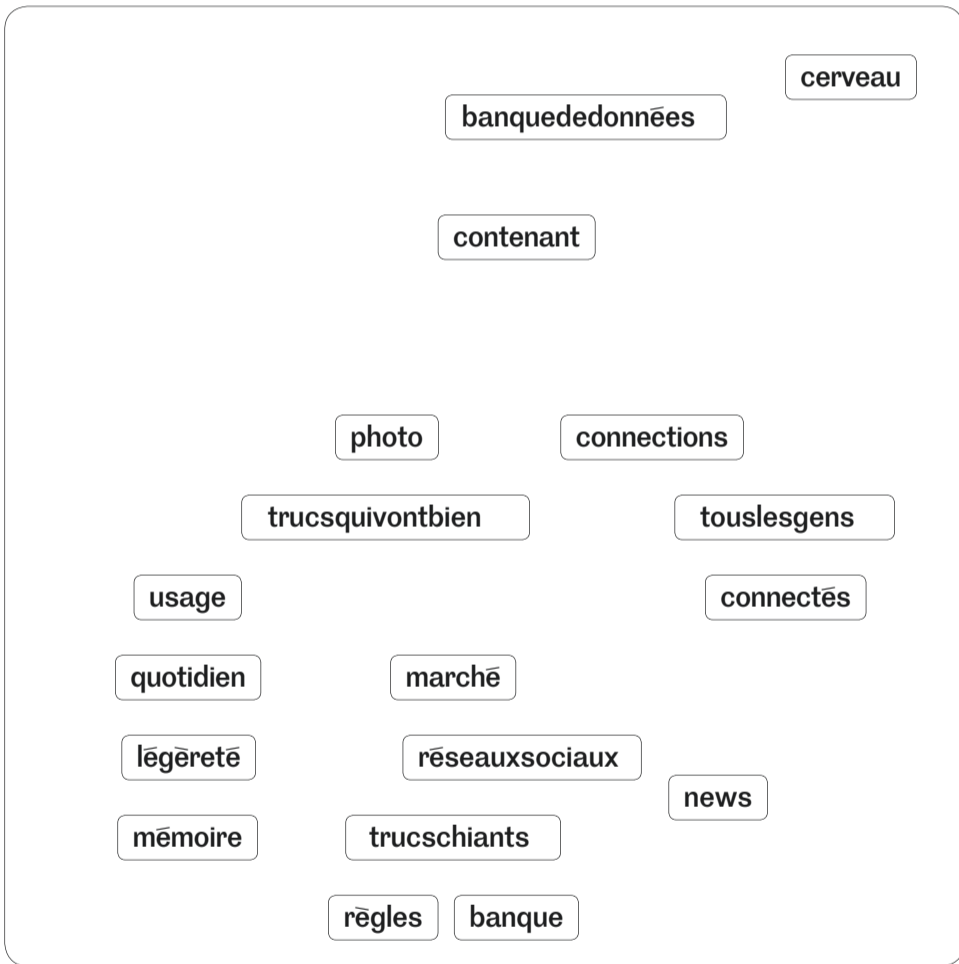 cerveau
banquededonnées
contenant
photo connections
trucsquivontbien touslesgens
usage connectés
quotidien marché
légèreté réseauxsociaux
news
mémoire trucschiants
règles banque